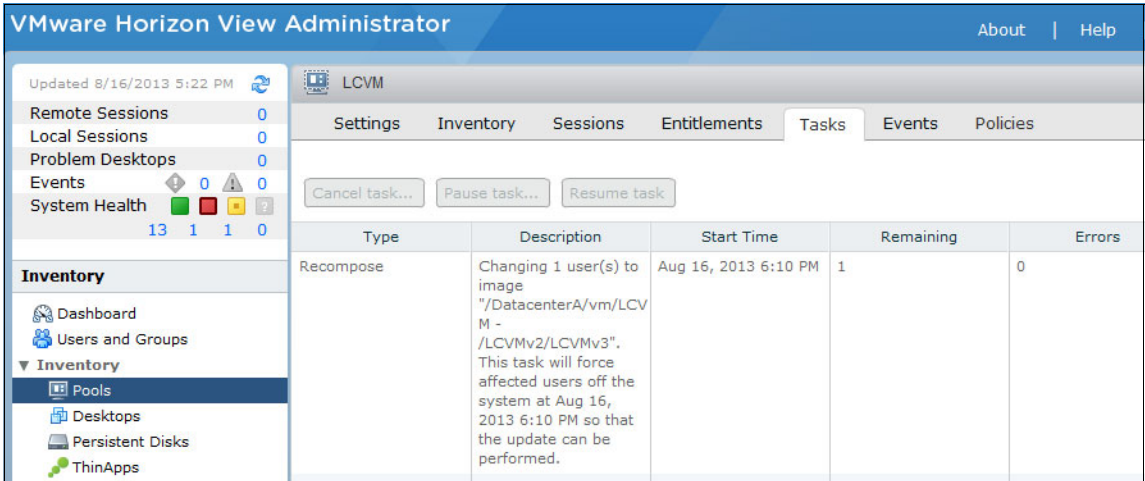 VMware Horizon View Administrator
About | Help
Updated 8/16/2013 5:22 PM
Remote Sessions 0
Local Sessions 0
Problem Desktops 0
Events 0 0
System Health ?
13 1 1 0
Inventory
Dashboard
Users and Groups
Inventory
Pools
Desktops
Persistent Disks
ThinApps
LCVM
Settings Inventory Sessions Entitlements Tasks Events Policies
Cancel task... Pause task... Resume task
Type Description Start Time Remaining Errors
Recompose Changing 1 user(s) to Aug 16, 2013 6:10 PM 1 0
image
"/DatacenterA/vm/LCV
M -
/LCVMv2/LCVMv3".
This task will force
affected users off the
system at Aug 16,
2013 6:10 PM so that
the update can be
performed.